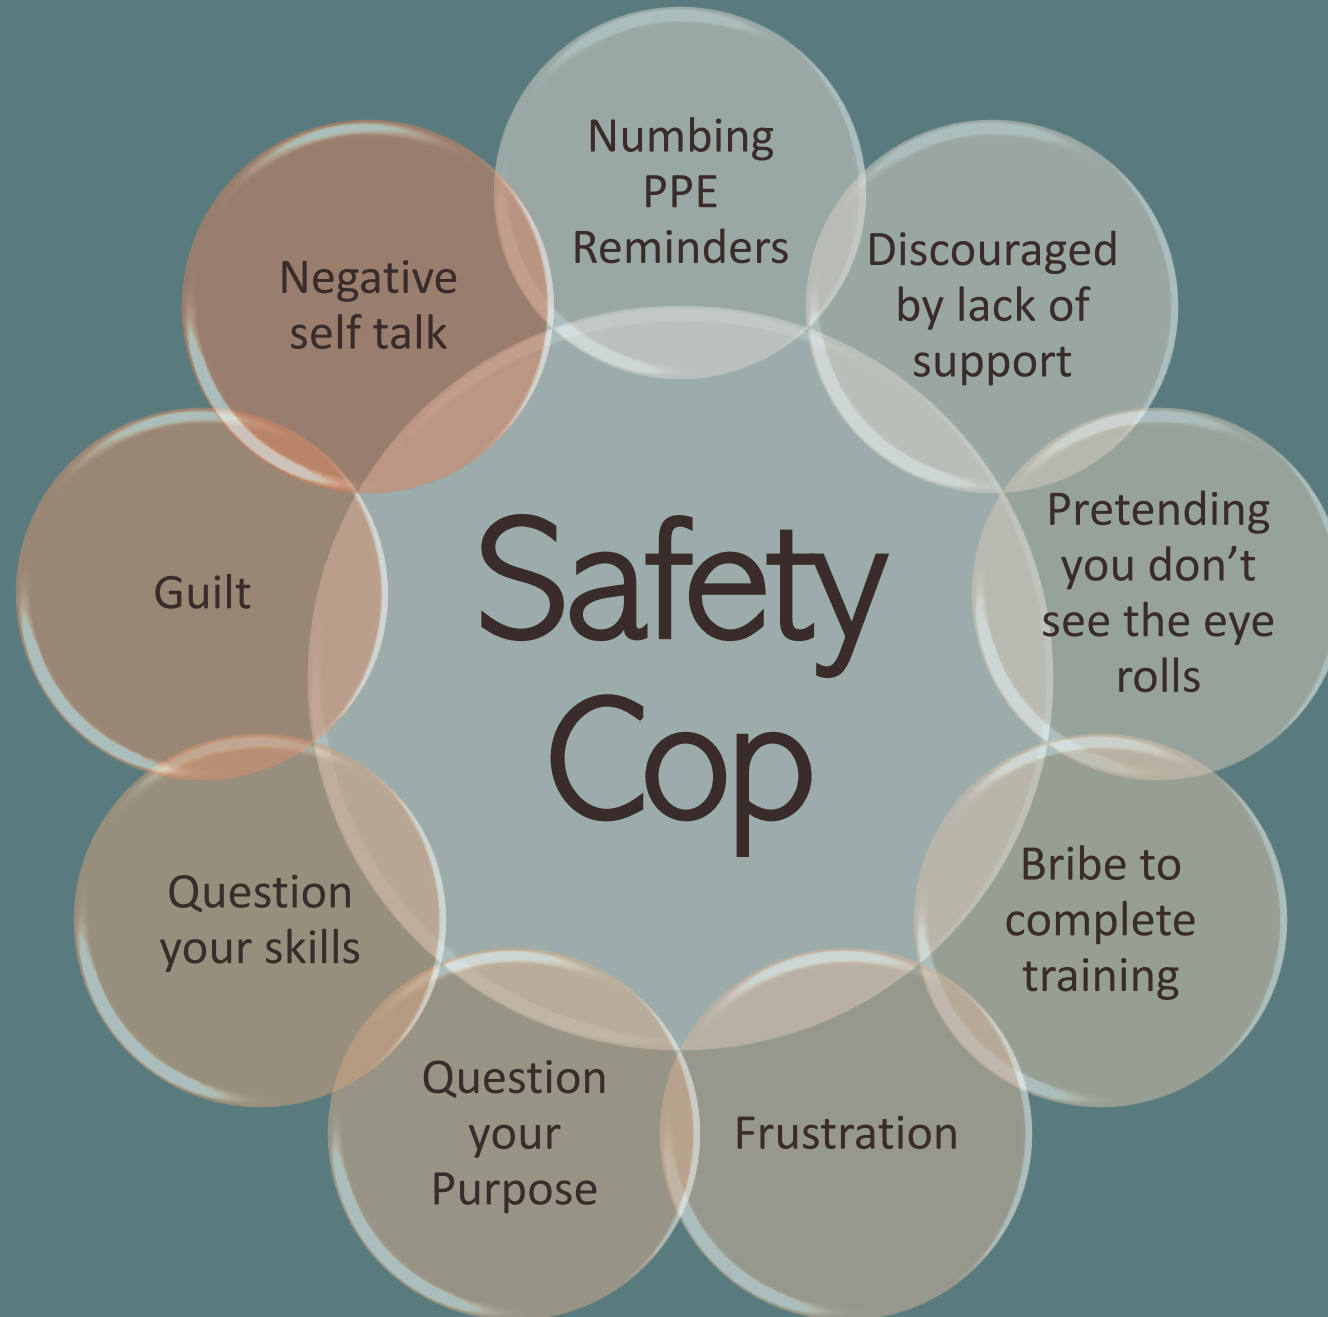 Safety
Cop
Numbing
PPE
Reminders
Discouraged
by lack of
support
Pretending
you don’t
see the eye
rolls
Bribe to
complete
training
Frustration
Question
your
Purpose
Question
your skills
Guilt
Negative
self talk